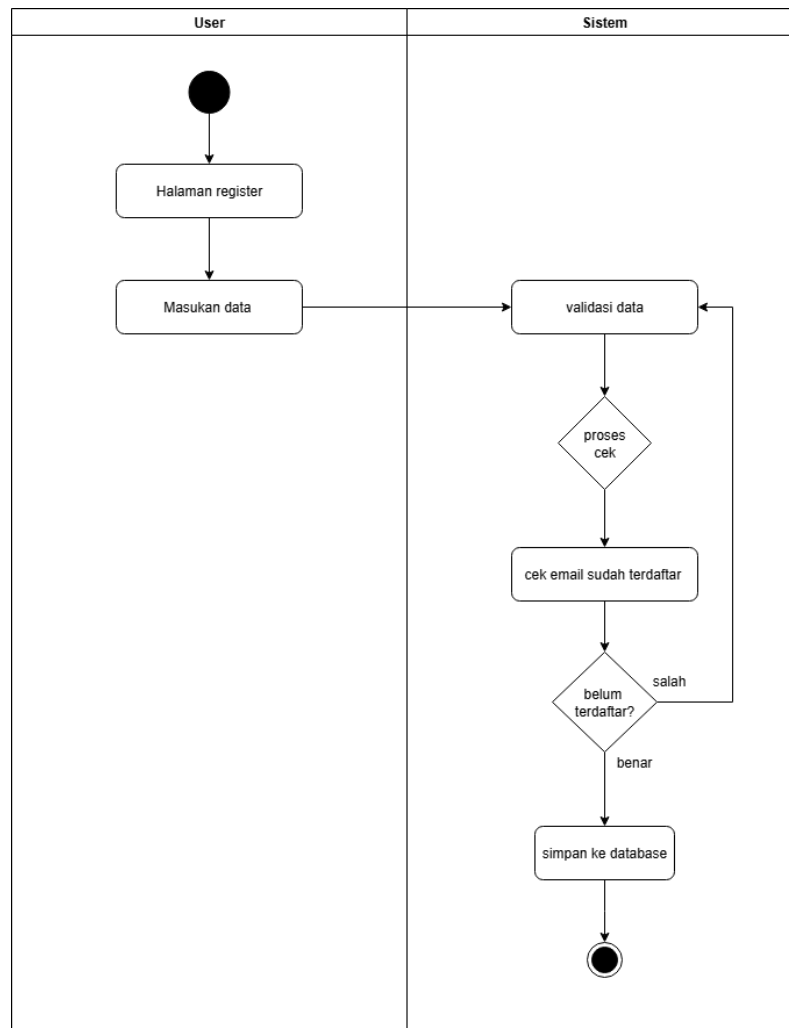 User
Sistem
Halaman register
Masukan data
validasi data
proses
cek
cek email sudah terdaftar
belum
terdaftar?
salah
benar
simpan ke database